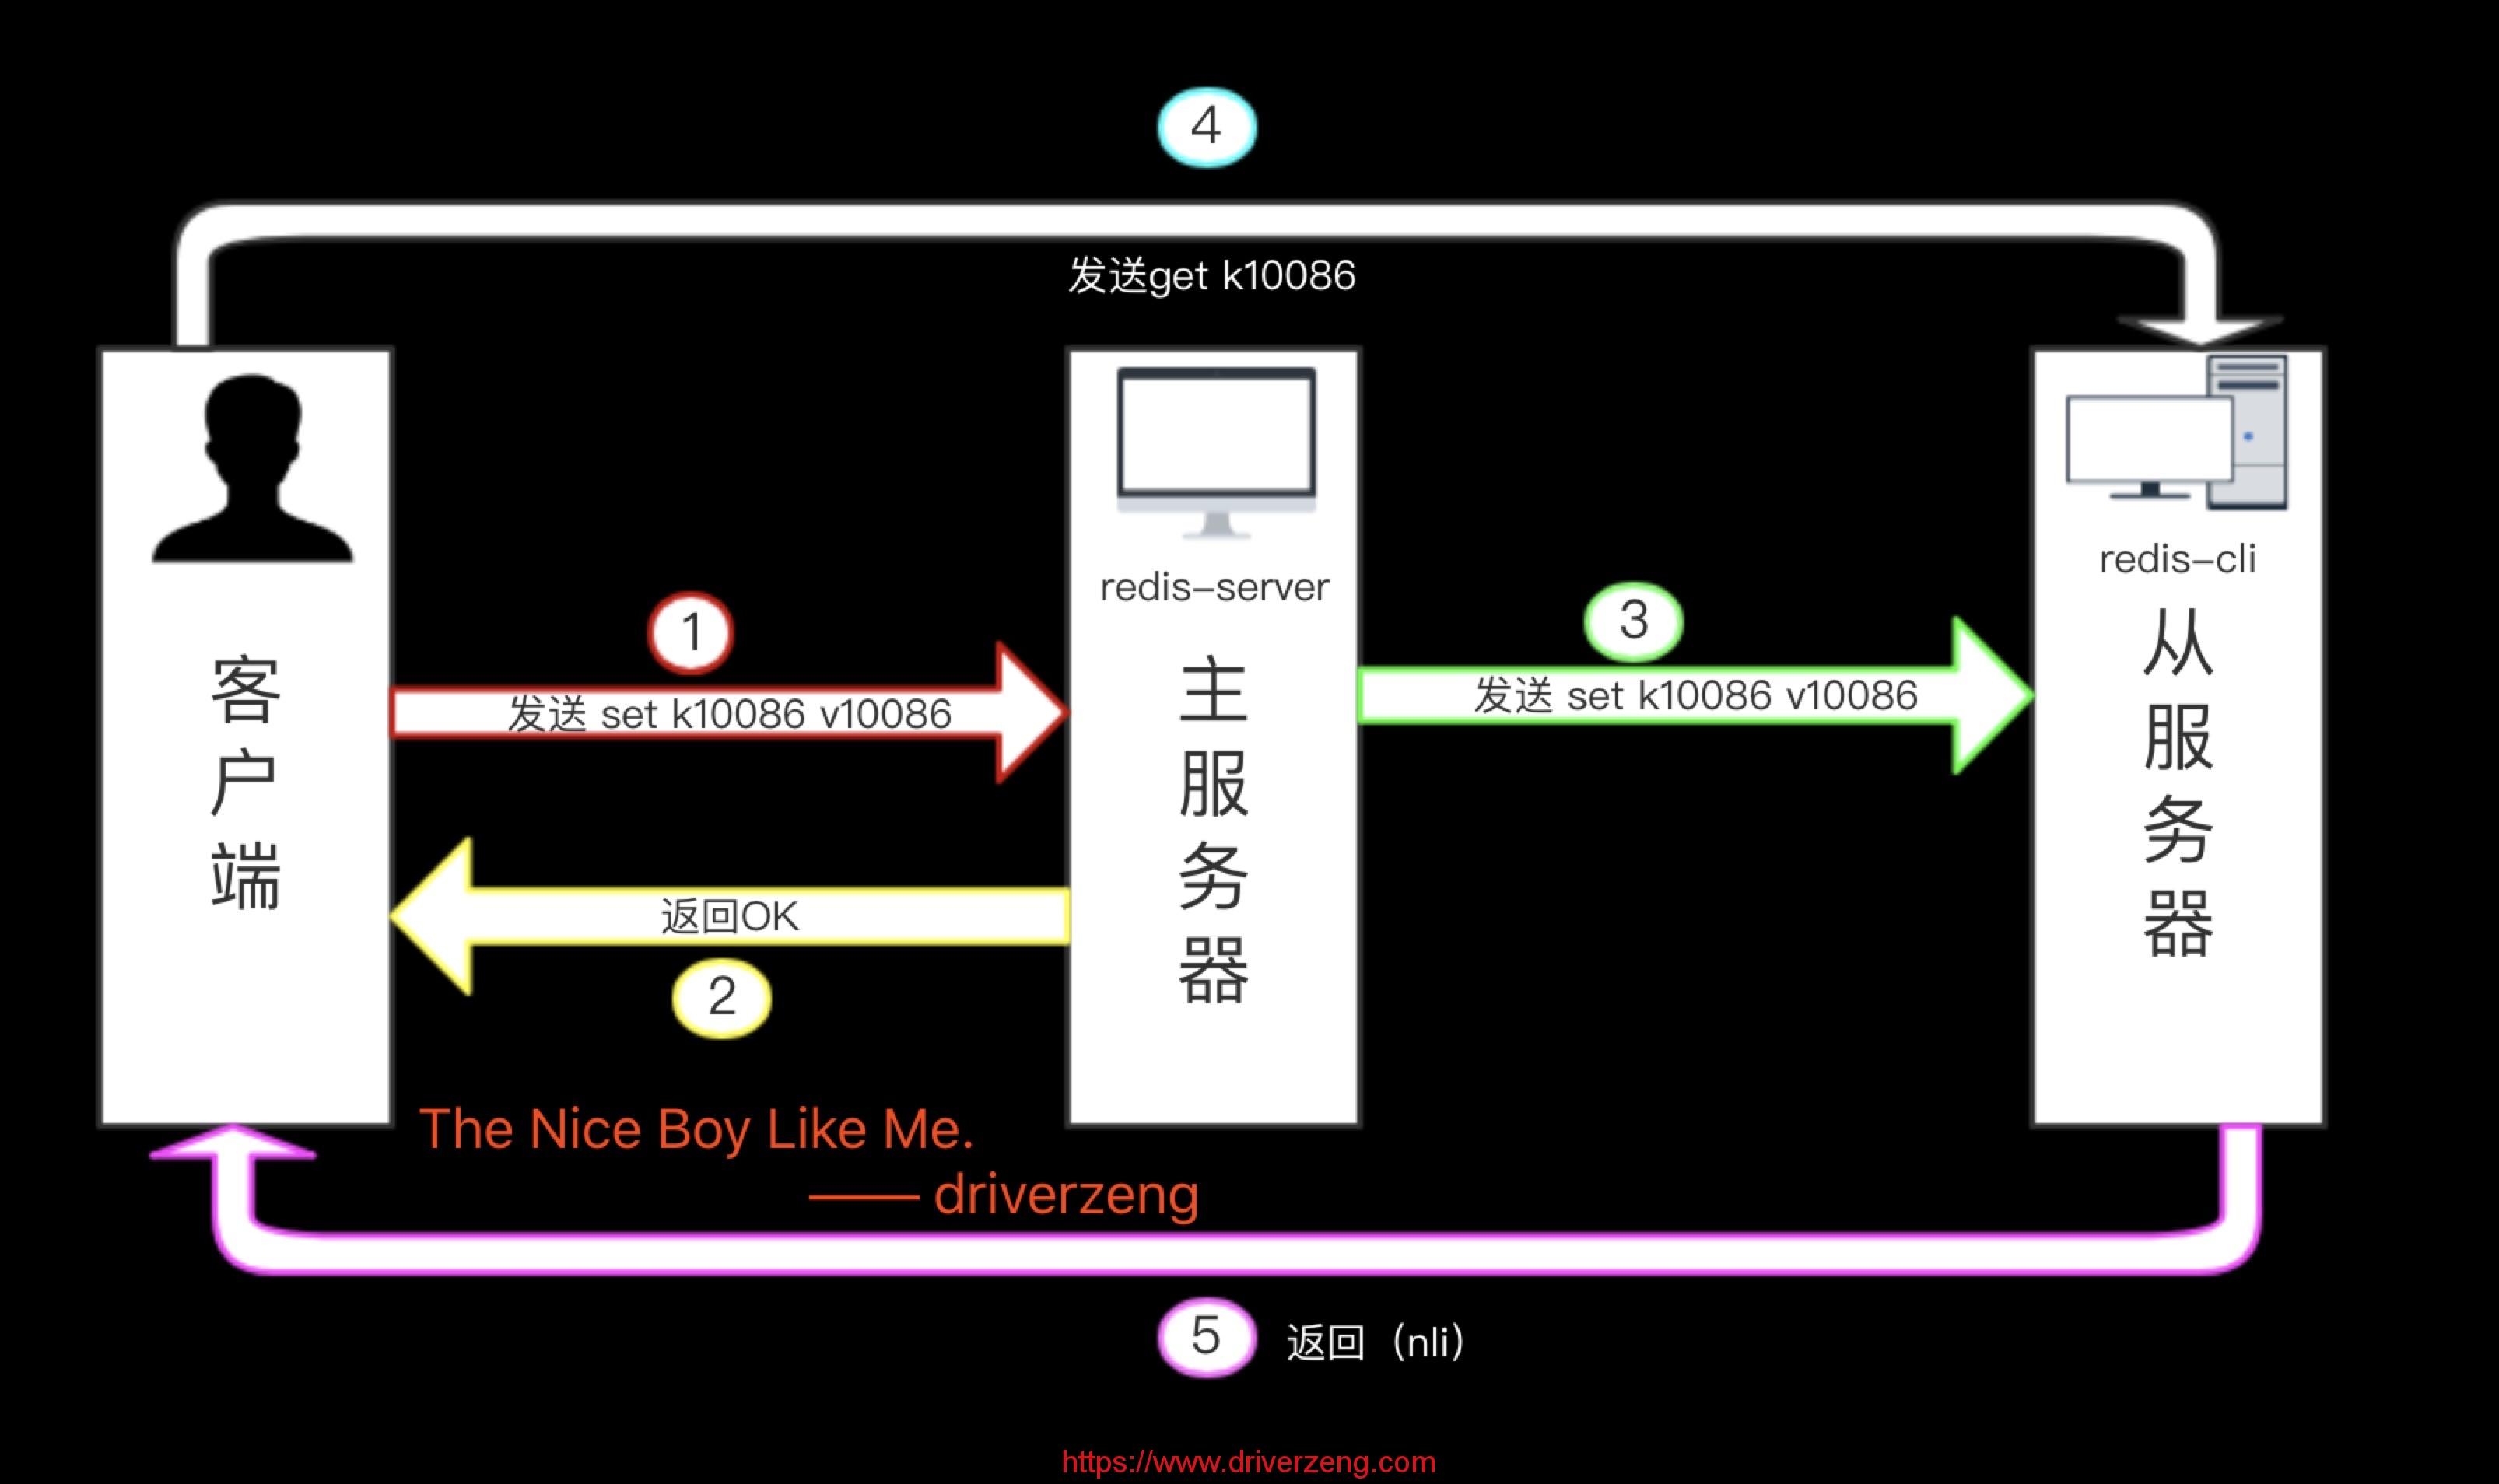 4
发送get k10086
客户端
1
发送 set k10086 v10086
返回OK
2
redis-server
主服务器
3
发送 set k10086 v10086
redis-cli
从服务器
The Nice Boy Like Me.
—— driverzeng
5
返回（nli）
https://www.driverzeng.com